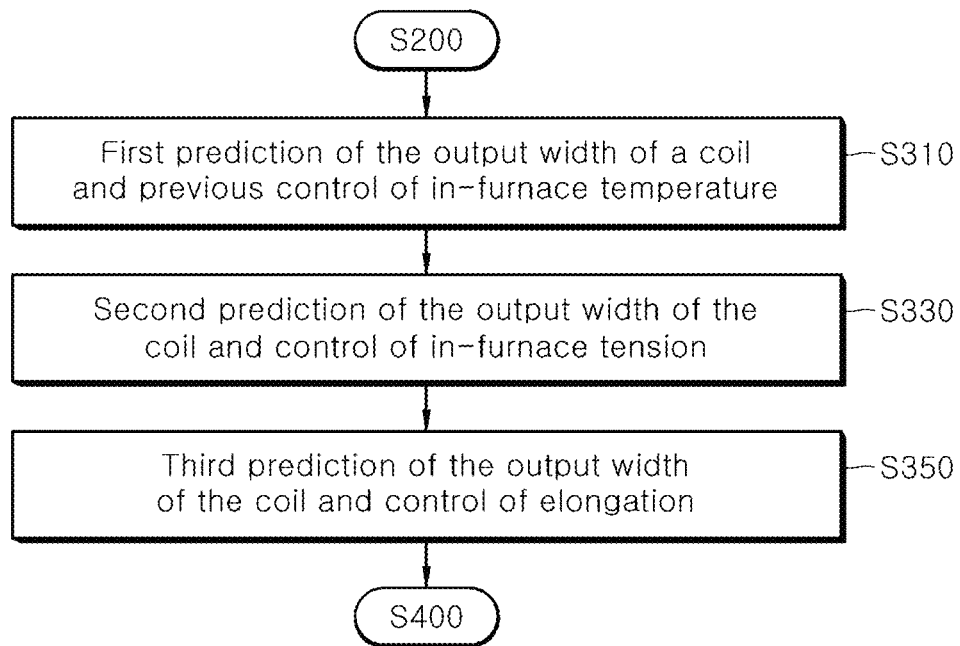 S200
First prediction of the output width of a coil
and previous control of in-furnace temperature
S310
Second prediction of the output width of the
coil and control of in-furnace tension
S330
Third prediction of the output width
of the coil and control of elongation
S350
S400